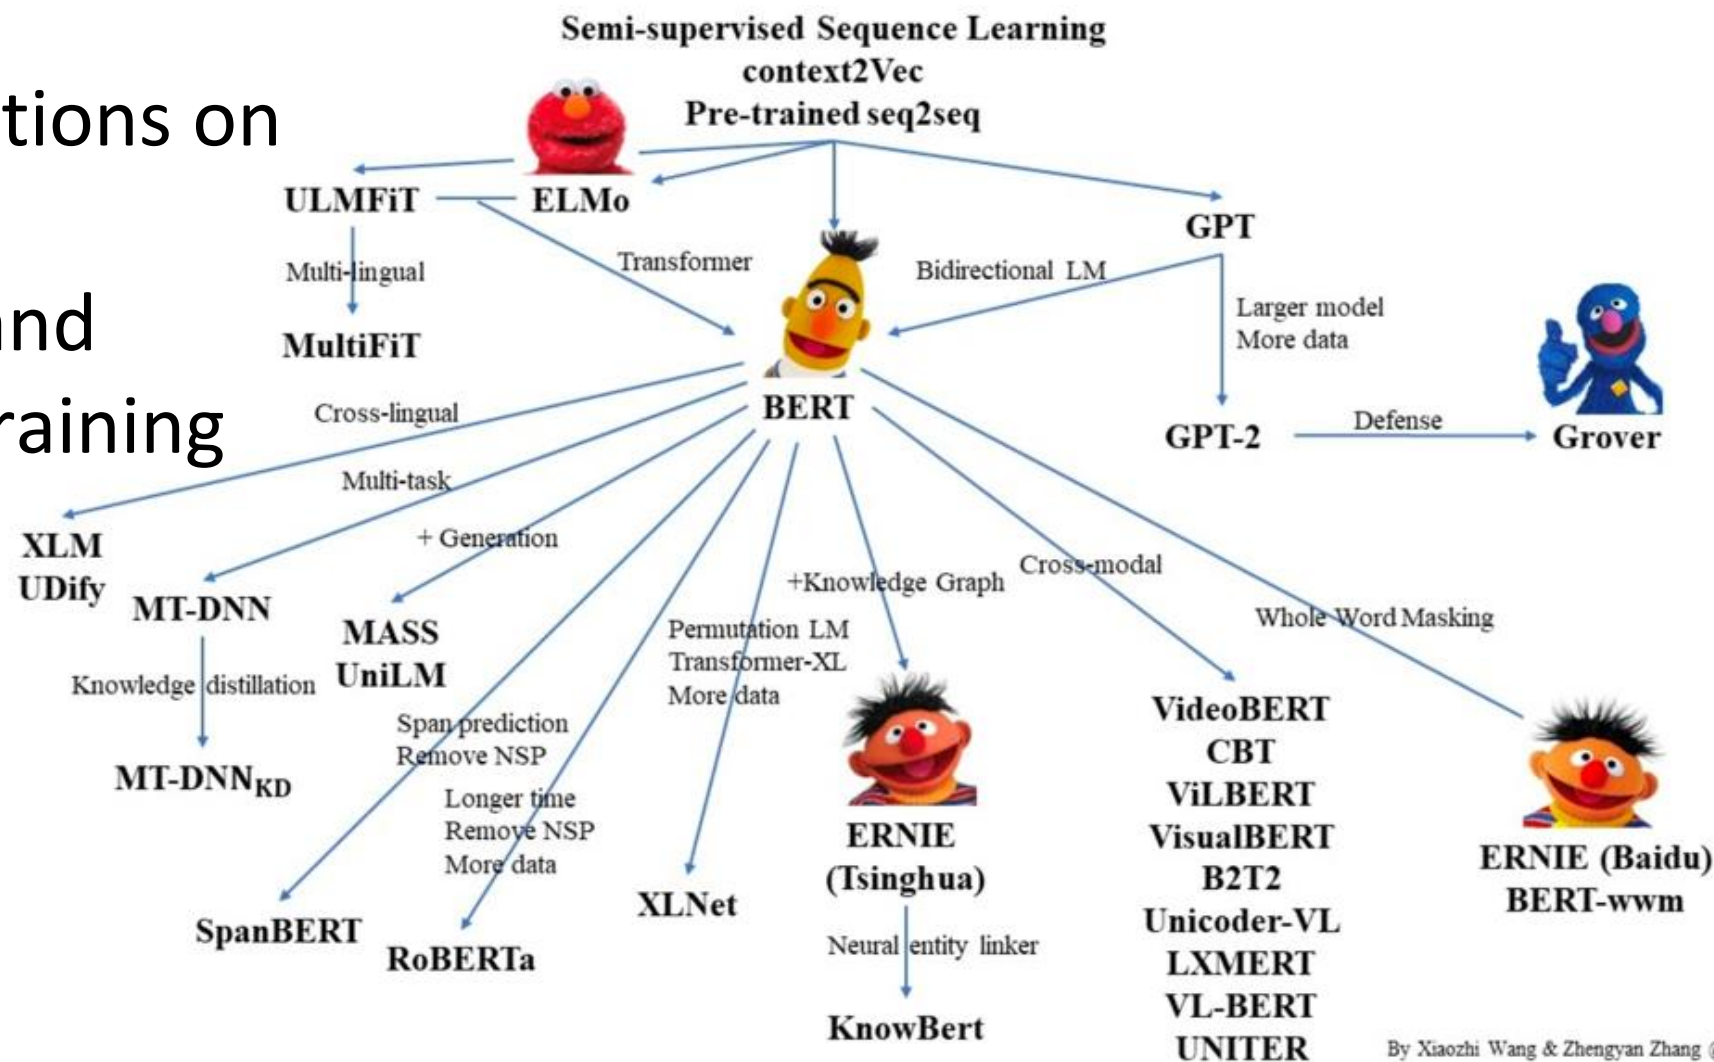 Semi-supervised Sequence Learning
context2Vec
Pre-trained seq2seq
tions on
and
raining
ULMFiT
ELMo
GPT
Multi-lingual
Transformer
Bidirectional LM
Larger model
More data
MultiFiT
BERT
Cross-lingual
GPT-2
Defense
Grover
Multi-task
XLM
UDify
+ Generation
MT-DNN
MASS
UniLM
+Knowledge Graph
Cross-modal
Whole Word Masking
Knowledge distillation
Permutation LM
Transformer-XL
More data
MT-DNNKD
Span prediction
Remove NSP
Longer time
Remove NSP
More data
SpanBERT
RoBERTa
XLNet
ERNIE
(Tsinghua)
Neural entity linker
KnowBert
VideoBERT
CBT
ViLBERT
VisualBERT
B2T2
Unicoder-VL
LXMERT
VL-BERT
UNITER
ERNIE (Baidu)
BERT-wwm
By Xiaozhi Wang & Zhengyan Zhang @